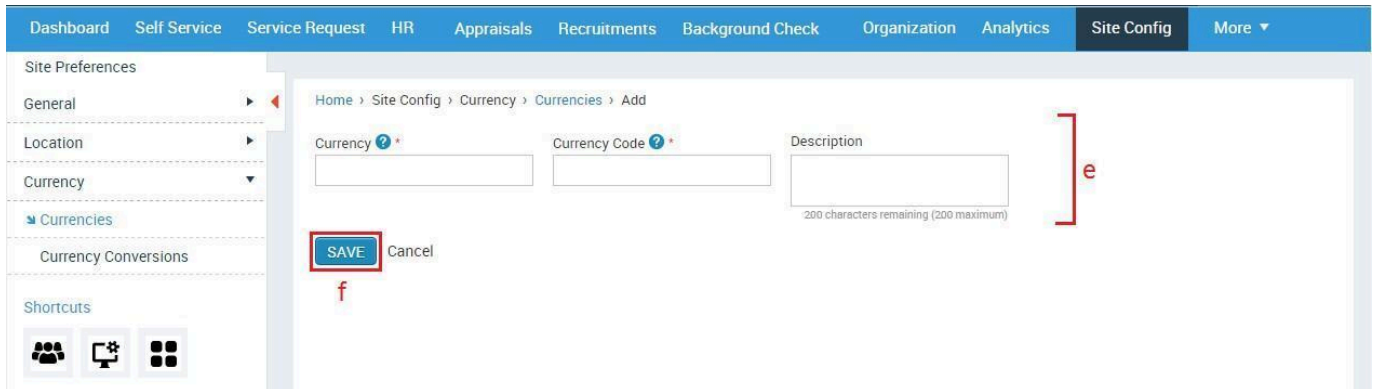 Dashboard Self Service Service Request HR Appraisals Recruitments Background Check Organization Analytics Site Config More ▼
Site Preferences
General
Location
Currency
Currencies
Currency Conversions
Shortcuts
Home › Site Config › Currency › Currencies › Add
Currency ? * Currency Code ? * Description
200 characters remaining (200 maximum)
e
SAVE Cancel
f